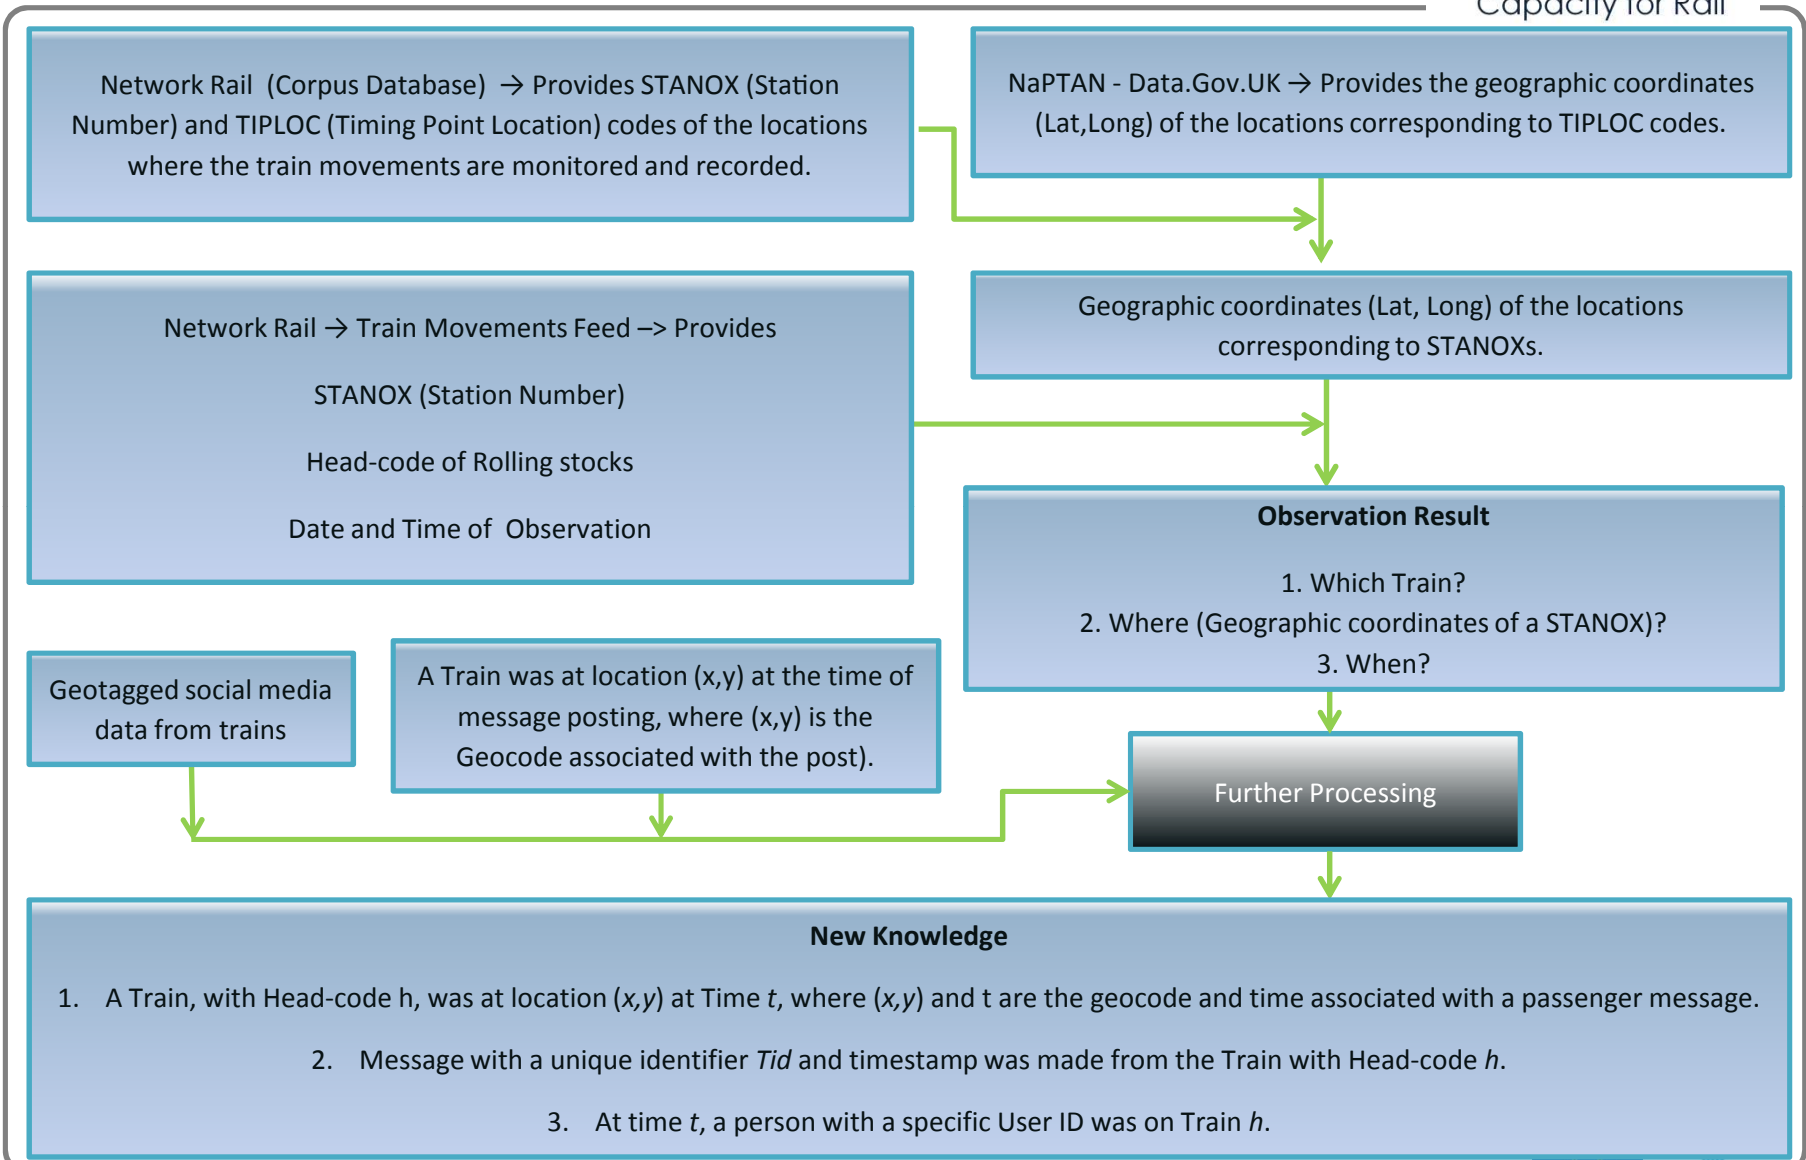 Capacity for Rail
Network Rail (Corpus Database) → Provides STANOX (Station
Number) and TIPLOC (Timing Point Location) codes of the locations
where the train movements are monitored and recorded.
NaPTAN - Data.Gov.UK → Provides the geographic coordinates
(Lat,Long) of the locations corresponding to TIPLOC codes.
Network Rail → Train Movements Feed –> Provides
STANOX (Station Number)
Head-code of Rolling stocks
Date and Time of Observation
Geographic coordinates (Lat, Long) of the locations
corresponding to STANOXs.
Observation Result
1. Which Train?
2. Where (Geographic coordinates of a STANOX)?
3. When?
Geotagged social media
data from trains
A Train was at location (x,y) at the time of
message posting, where (x,y) is the
Geocode associated with the post).
Further Processing
New Knowledge
1. A Train, with Head-code h, was at location (x,y) at Time t, where (x,y) and t are the geocode and time associated with a passenger message.
2. Message with a unique identifier Tid and timestamp was made from the Train with Head-code h.
3. At time t, a person with a specific User ID was on Train h.